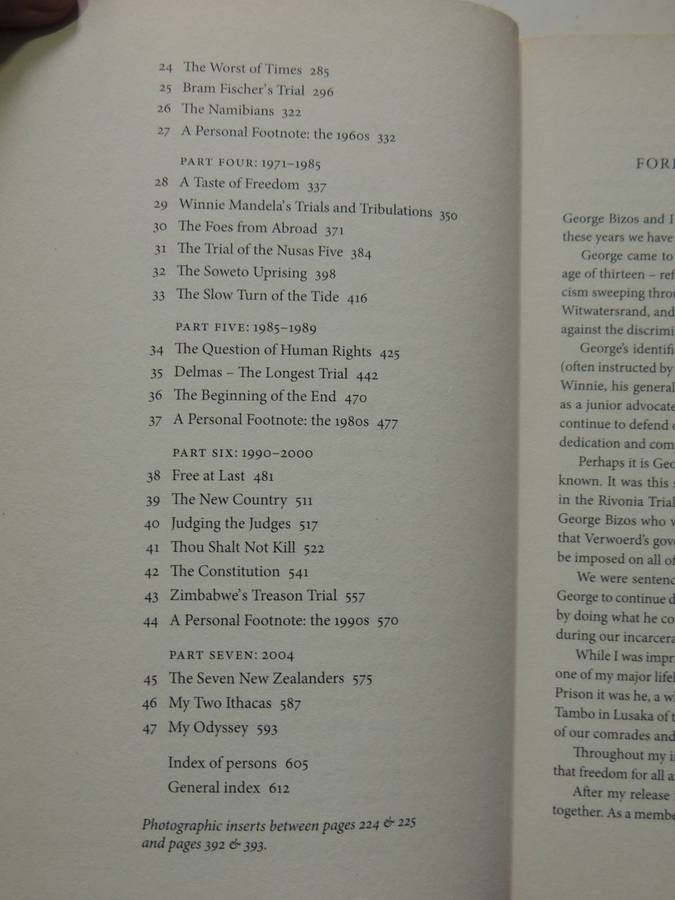 24 The Worst of Times 285
25 Bram Fischer's Trial 296
26 The Namibians 322
27 A Personal Footnote: the 1960s 332
PART FOUR: 1971–1985
28 A Taste of Freedom 337
29 Winnie Mandela's Trials and Tribulations 350
30 The Foes from Abroad 371
31 The Trial of the Nusas Five 384
32 The Soweto Uprising 398
33 The Slow Turn of the Tide 416
PART FIVE: 1985–1989
34 The Question of Human Rights 425
35 Delmas – The Longest Trial 442
36 The Beginning of the End 470
37 A Personal Footnote: the 1980s 477
PART SIX: 1990–2000
38 Free at Last 481
39 The New Country 511
40 Judging the Judges 517
41 Thou Shalt Not Kill 522
42 The Constitution 541
43 Zimbabwe's Treason Trial 557
44 A Personal Footnote: the 1990s 570
PART SEVEN: 2004
45 The Seven New Zealanders 575
46 My Two Ithacas 587
47 My Odyssey 593
Index of persons 605
General index 612
Photographic inserts between pages 224 & 225
and pages 392 & 393.
George Bizos and I
these years we have
George came to
age of thirteen – ref
cism sweeping throu
Witwatersrand, and
against the discrimi
George's identifi
(often instructed by
Winnie, his general
as a junior advocate
continue to defend
dedication and com
Perhaps it is Geo
known. It was this
in the Rivonia Trial
George Bizos who
that Verwoerd's gov
be imposed on all of
We were sentenc
George to continue d
by doing what he co
during our incarcera
While I was impr
one of my major lifel
Prison it was he, a
Tambo in Lusaka of t
of our comrades and
Throughout my i
that freedom for all a
After my release
together. As a membe